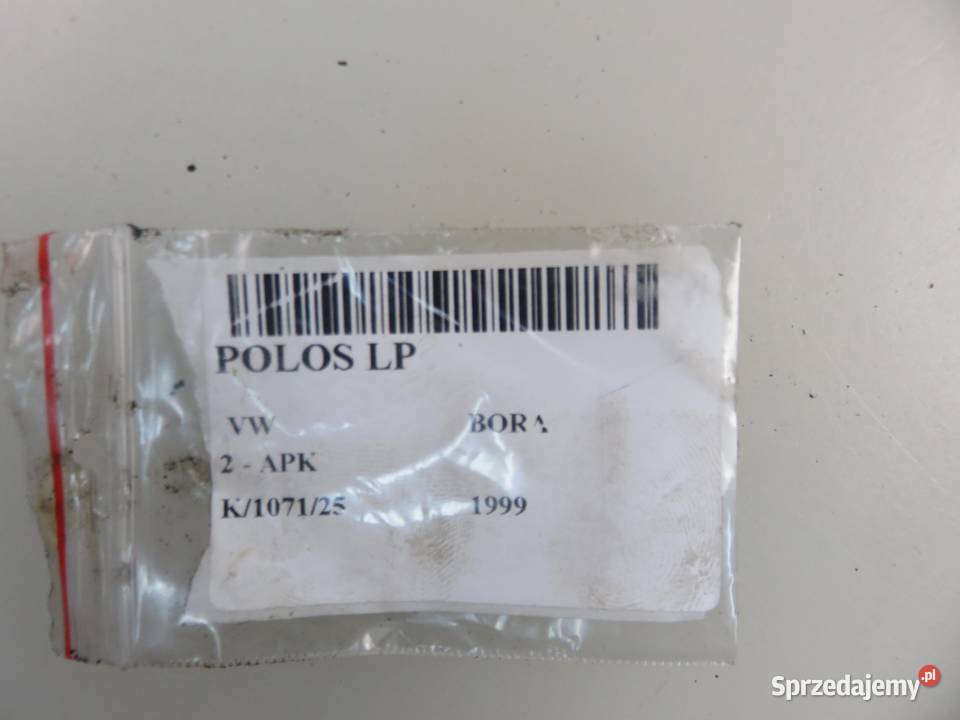 POLOS LP
VW BORA
2 - APK
K/1071/25 1999
Sprzedajemy.pl